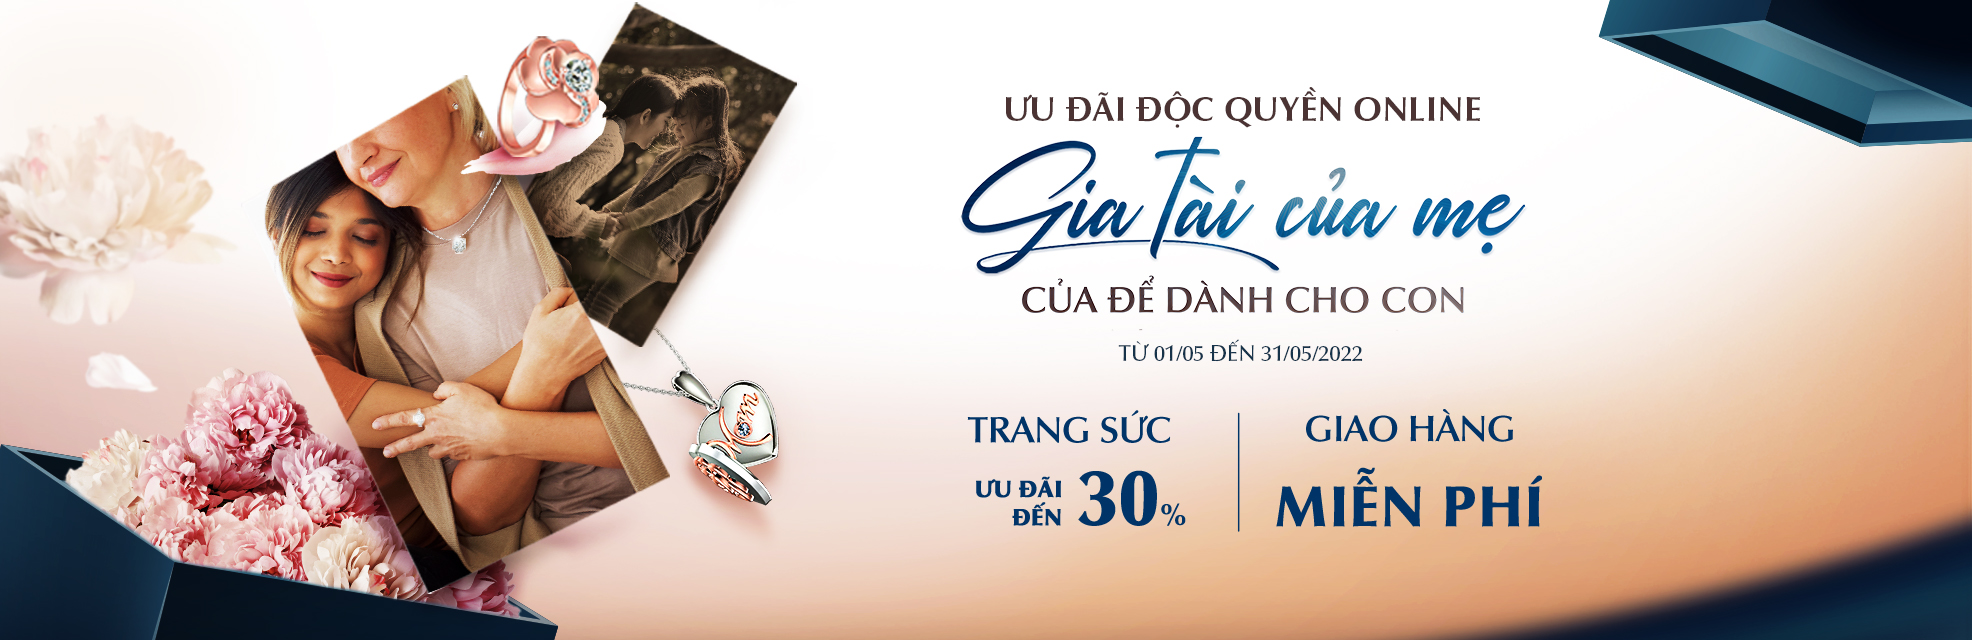 ƯU ĐÃI ĐỘC QUYỀN ONLINE
Gia Tài của mẹ
CỦA ĐỂ DÀNH CHO CON
TỪ 01/05 ĐẾN 31/05/2022
TRANG SỨC
ƯU ĐÃI ĐẾN 30%
GIAO HÀNG
MIỄN PHÍ
Mom